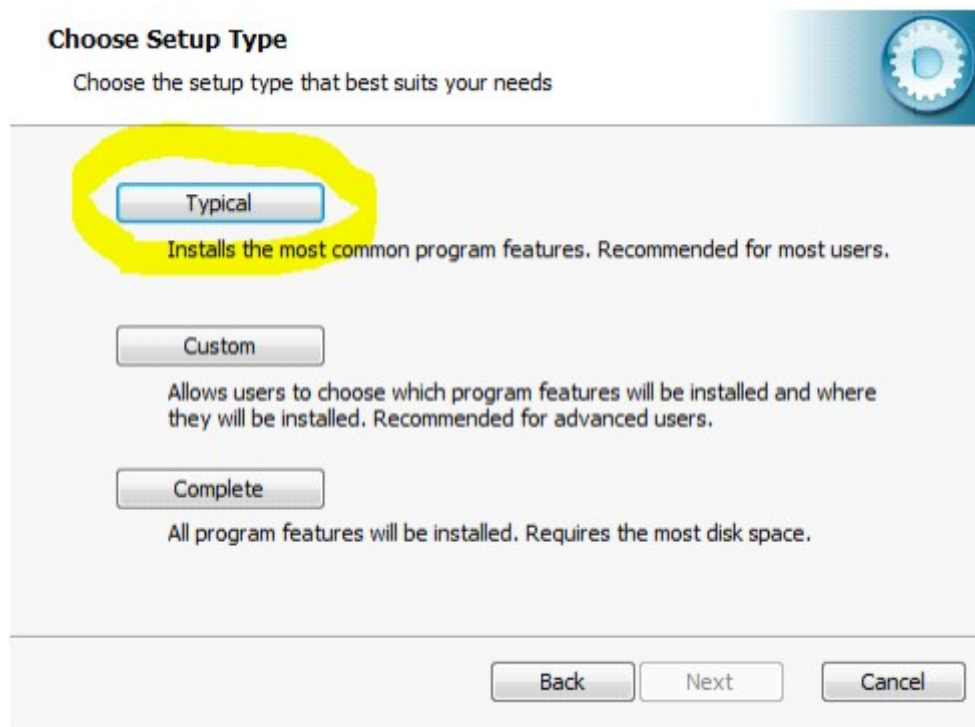 Choose Setup Type
Choose the setup type that best suits your needs
Typical
Installs the most common program features. Recommended for most users.
Custom
Allows users to choose which program features will be installed and where
they will be installed. Recommended for advanced users.
Complete
All program features will be installed. Requires the most disk space.
Back Next Cancel